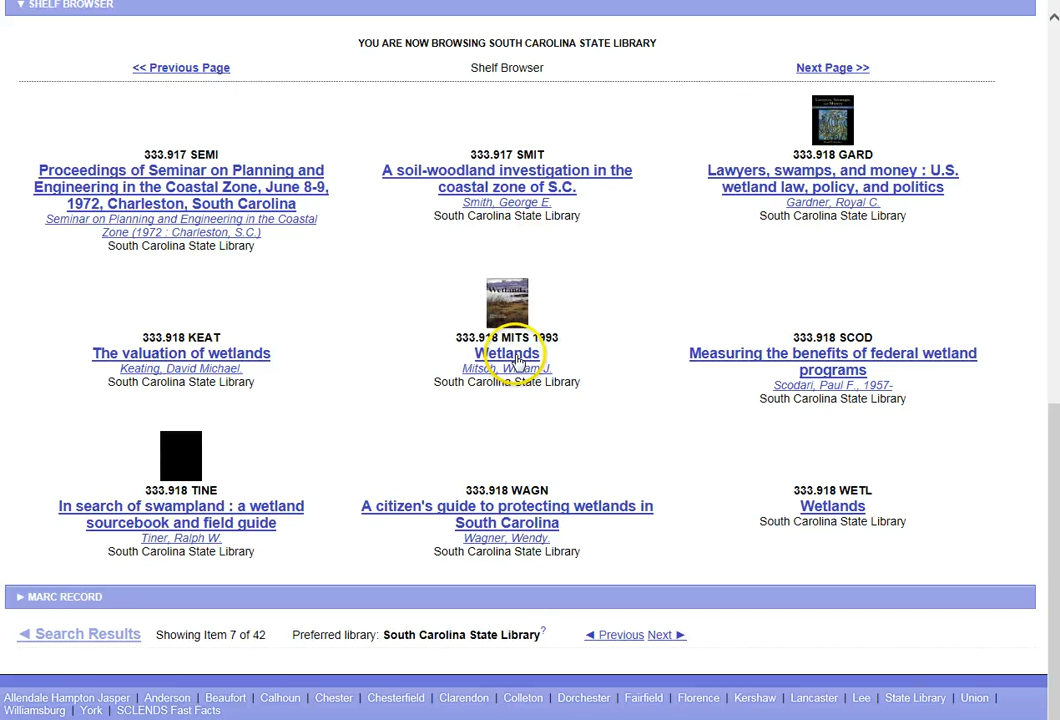 ▼ SHELF BROWSER
YOU ARE NOW BROWSING SOUTH CAROLINA STATE LIBRARY
<< Previous Page
Shelf Browser
Next Page >>
333.917 SEMI
Proceedings of Seminar on Planning and
Engineering in the Coastal Zone, June 8-9,
1972, Charleston, South Carolina
Seminar on Planning and Engineering in the Coastal
Zone (1972 : Charleston, S.C.)
South Carolina State Library
333.917 SMIT
A soil-woodland investigation in the
coastal zone of S.C.
Smith, George E.
South Carolina State Library
333.918 GARD
Lawyers, swamps, and money : U.S.
wetland law, policy, and politics
Gardner, Royal C.
South Carolina State Library
333.918 KEAT
The valuation of wetlands
Keating, David Michael.
South Carolina State Library
Wetlands
333.918 MITS 1993
Wetlands
Mitsch, William J.
South Carolina State Library
333.918 SCOD
Measuring the benefits of federal wetland
programs
Scodari, Paul F., 1957-
South Carolina State Library
333.918 TINE
In search of swampland : a wetland
sourcebook and field guide
Tiner, Ralph W.
South Carolina State Library
333.918 WAGN
A citizen's guide to protecting wetlands in
South Carolina
Wagner, Wendy.
South Carolina State Library
333.918 WETL
Wetlands
South Carolina State Library
► MARC RECORD
◄ Search Results Showing Item 7 of 42 Preferred library: South Carolina State Library? ◄ Previous Next ►
Allendale Hampton Jasper | Anderson | Beaufort | Calhoun | Chester | Chesterfield | Clarendon | Colleton | Dorchester | Fairfield | Florence | Kershaw | Lancaster | Lee | State Library | Union |
Williamsburg | York | SCLENDS Fast Facts